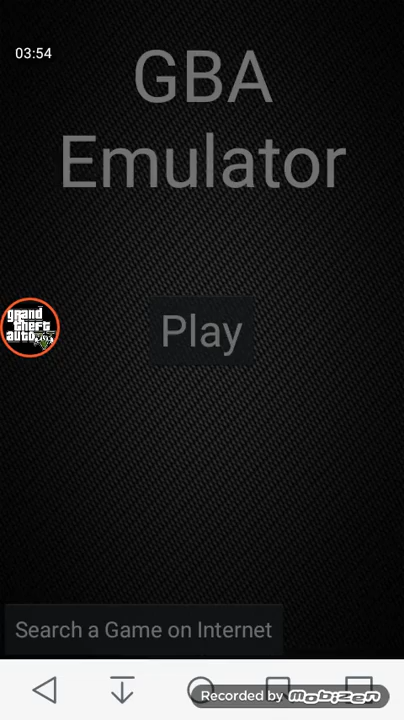 03:54
GBA
Emulator
grand
theft
auto
Play
Search a Game on Internet
Recorded by mobizen